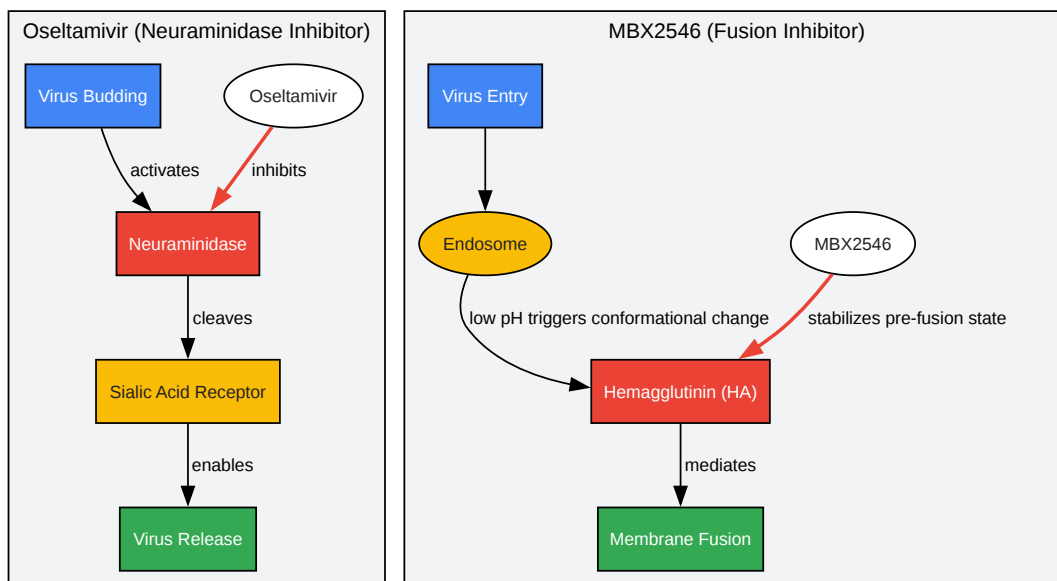 Oseltamivir (Neuraminidase Inhibitor)
Virus Budding
Oseltamivir
activates
inhibits
Neuraminidase
cleaves
Sialic Acid Receptor
enables
Virus Release
MBX2546 (Fusion Inhibitor)
Virus Entry
Endosome
MBX2546
low pH triggers conformational change
stabilizes pre-fusion state
Hemagglutinin (HA)
mediates
Membrane Fusion